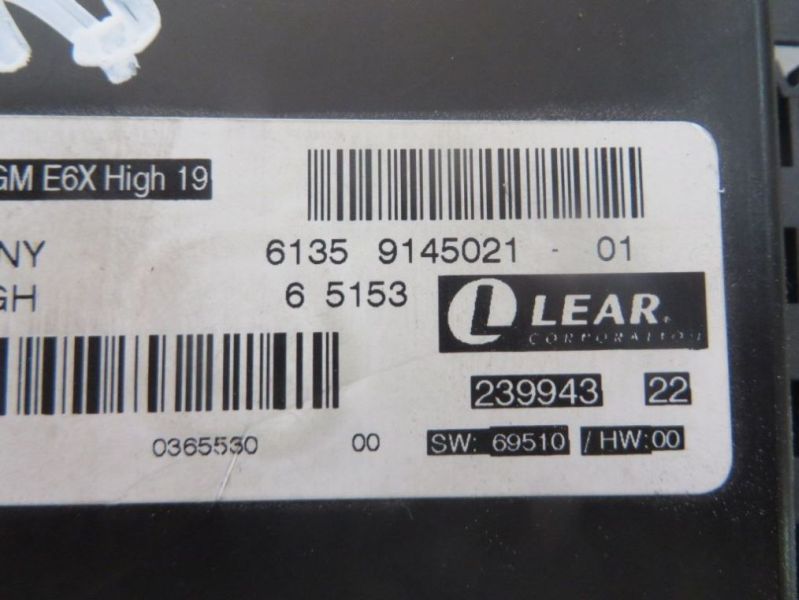 GM E6X High 19
NY 6135 9145021 - 01
GH 6 5153
LEAR.
CORPORATION
239943 22
0365530 00 SW: 69510 / HW:00